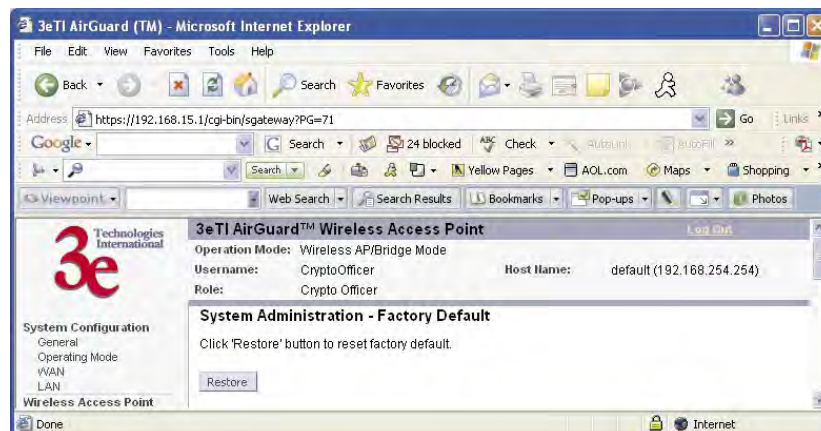 3eTI AirGuard (TM) - Microsoft Internet Explorer
File Edit View Favorites Tools Help
Back Search Favorites
Address https://192.168.15.1/cgi-bin/sgateway?PG=71 Go Links »
Google Search 24 blocked Check AutoLink AutoFill »
Search Yellow Pages AOL.com Maps Shopping »
Viewpoint Web Search Search Results Bookmarks Pop-ups Photos
3e Technologies International
3eTI AirGuard™ Wireless Access Point Log Out
Operation Mode: Wireless AP/Bridge Mode
Username: CryptoOfficer Host Name: default (192.168.254.254)
Role: Crypto Officer
System Configuration
General
Operating Mode
WAN
LAN
Wireless Access Point
System Administration - Factory Default
Click 'Restore' button to reset factory default.
Restore
Done Internet